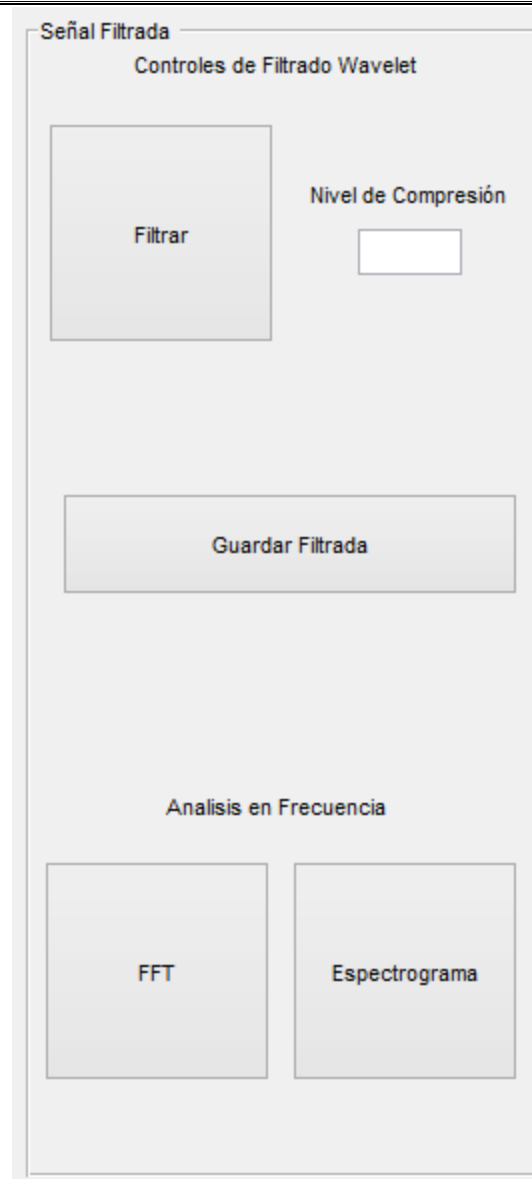 Señal Filtrada
Controles de Filtrado Wavelet
Filtrar
Nivel de Compresión
Guardar Filtrada
Analisis en Frecuencia
FFT
Espectrograma